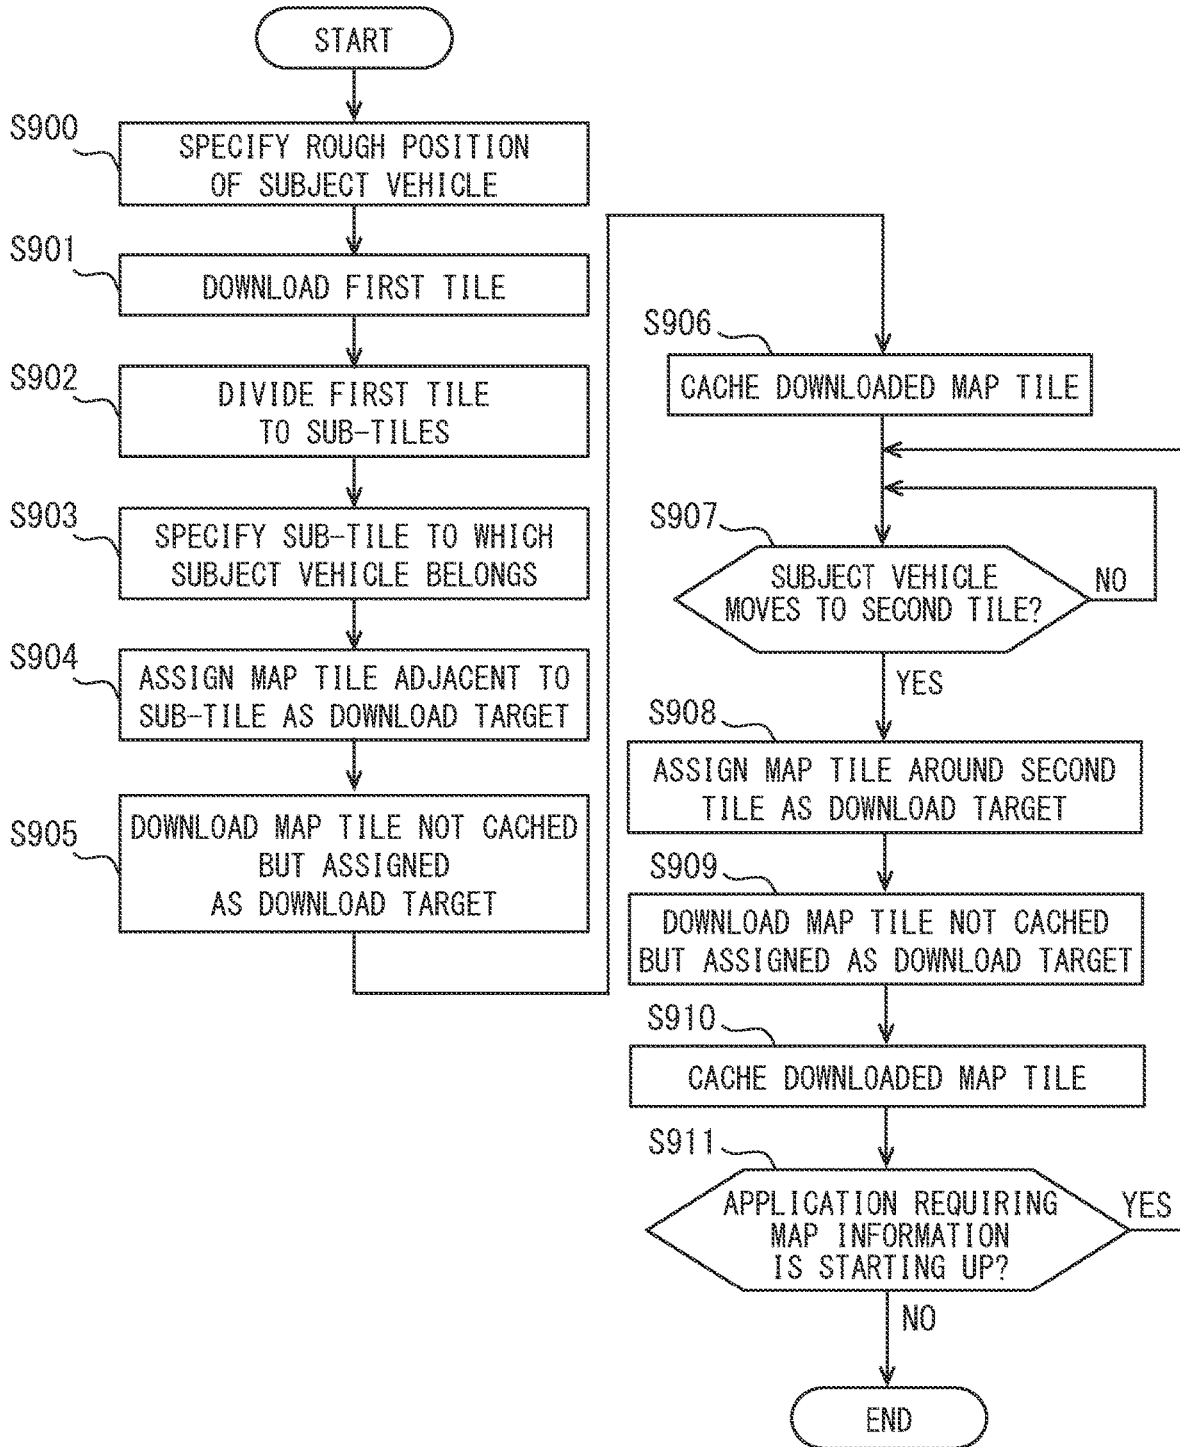 START
S900
SPECIFY ROUGH POSITION
OF SUBJECT VEHICLE
S901
DOWNLOAD FIRST TILE
S902
DIVIDE FIRST TILE
TO SUB-TILES
S903
SPECIFY SUB-TILE TO WHICH
SUBJECT VEHICLE BELONGS
S904
ASSIGN MAP TILE ADJACENT TO
SUB-TILE AS DOWNLOAD TARGET
S905
DOWNLOAD MAP TILE NOT CACHED
BUT ASSIGNED
AS DOWNLOAD TARGET
S906
CACHE DOWNLOADED MAP TILE
S907
SUBJECT VEHICLE
MOVES TO SECOND TILE?
NO
YES
S908
ASSIGN MAP TILE AROUND SECOND
TILE AS DOWNLOAD TARGET
S909
DOWNLOAD MAP TILE NOT CACHED
BUT ASSIGNED AS DOWNLOAD TARGET
S910
CACHE DOWNLOADED MAP TILE
S911
APPLICATION REQUIRING
MAP INFORMATION
IS STARTING UP?
YES
NO
END